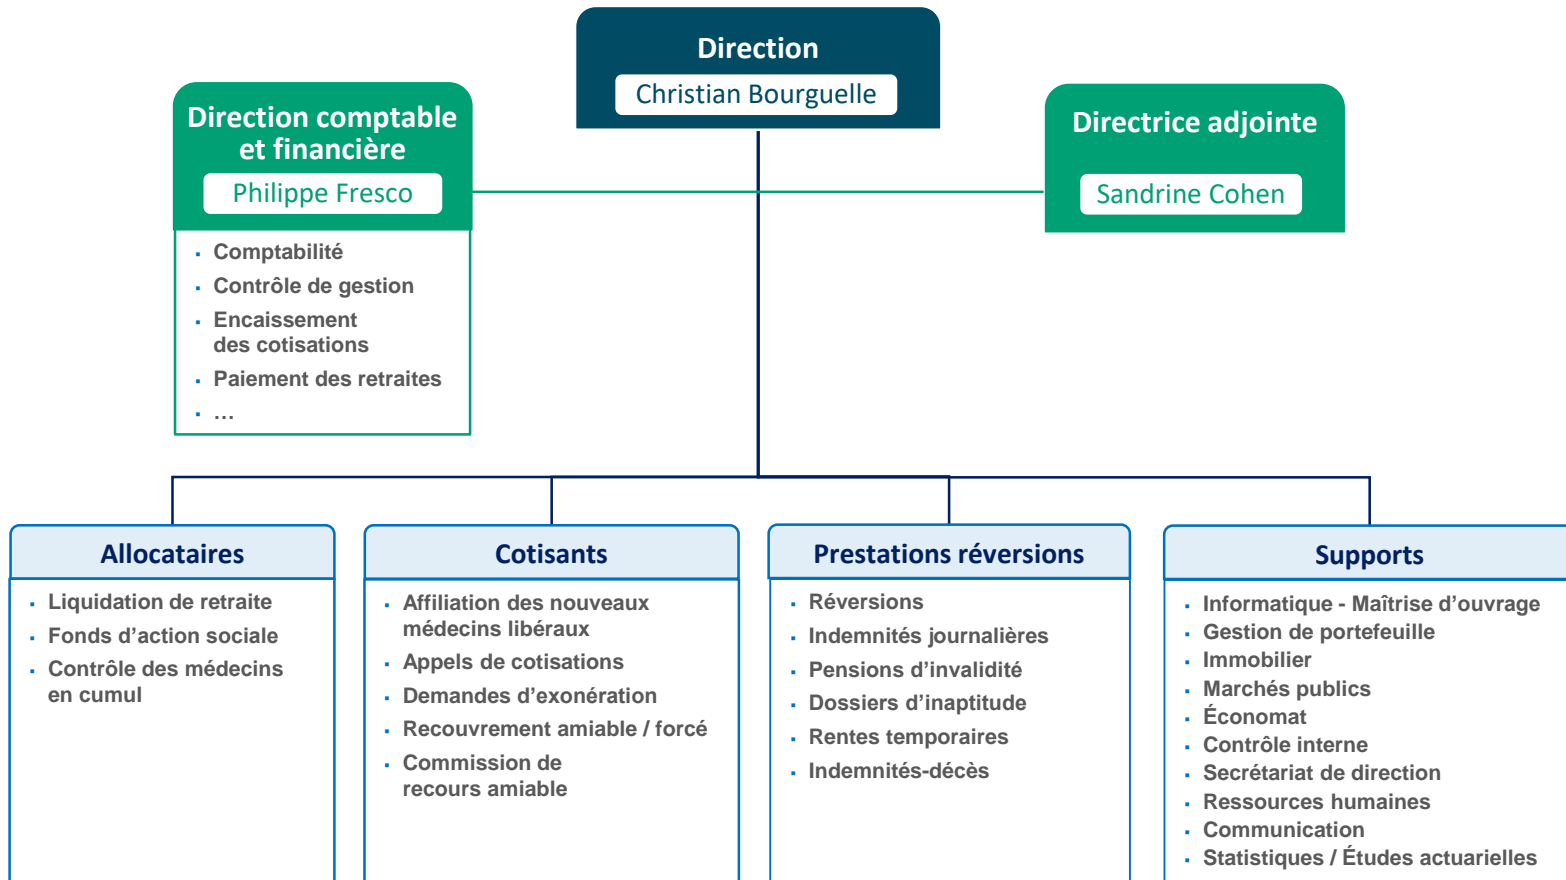 Direction
Christian Bourguelle
Direction comptable
et financière
Philippe Fresco
Comptabilité
Contrôle de gestion
Encaissement
des cotisations
Paiement des retraites
…
Directrice adjointe
Sandrine Cohen
Allocataires
Liquidation de retraite
Fonds d’action sociale
Contrôle des médecins
en cumul
Cotisants
Affiliation des nouveaux
médecins libéraux
Appels de cotisations
Demandes d’exonération
Recouvrement amiable / forcé
Commission de
recours amiable
Prestations réversions
Réversions
Indemnités journalières
Pensions d’invalidité
Dossiers d’inaptitude
Rentes temporaires
Indemnités-décès
Supports
Informatique - Maîtrise d’ouvrage
Gestion de portefeuille
Immobilier
Marchés publics
Économat
Contrôle interne
Secrétariat de direction
Ressources humaines
Communication
Statistiques / Études actuarielles